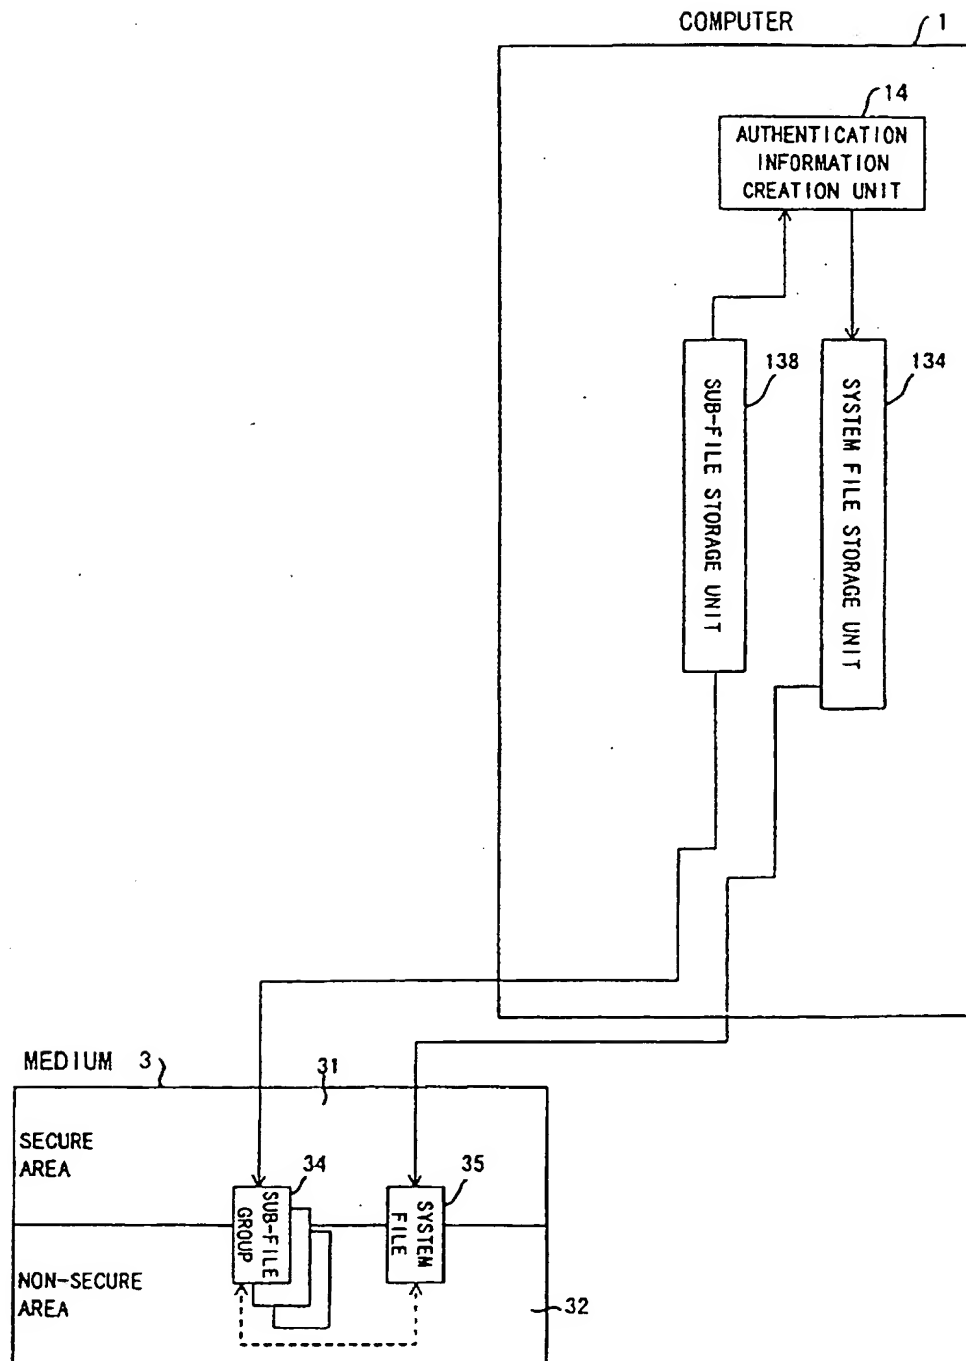 COMPUTER 1
14
AUTHENTICATION
INFORMATION
CREATION UNIT
138
134
SUB-FILE STORAGE UNIT
SYSTEM FILE STORAGE UNIT
MEDIUM 3
31
SECURE
AREA
34
35
SUB-FILE
GROUP
SYSTEM
FILE
NON-SECURE
AREA
32